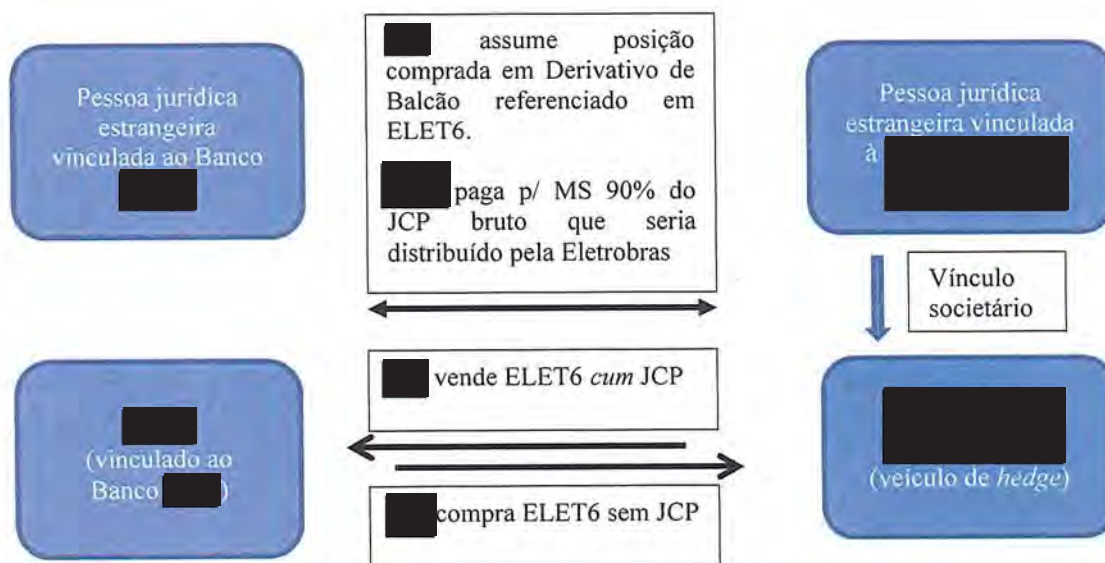 Pessoa jurídica
estrangeira
vinculada ao Banco
assume posição
comprada em Derivativo de
Balcão referenciado em
ELET6.
paga p/ MS 90% do
JCP bruto que seria
distribuído pela Eletrobras
Pessoa jurídica
estrangeira vinculada
à
Vínculo
societário
vende ELET6 cum JCP
(vinculado ao
Banco )
compra ELET6 sem JCP
(veículo de hedge)